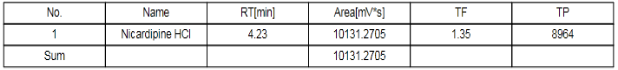 No. Name RT[min] Area[mV*s] TF TP
1 Nicardipine HCl 4.23 10131.2705 1.35 8964
Sum 10131.2705